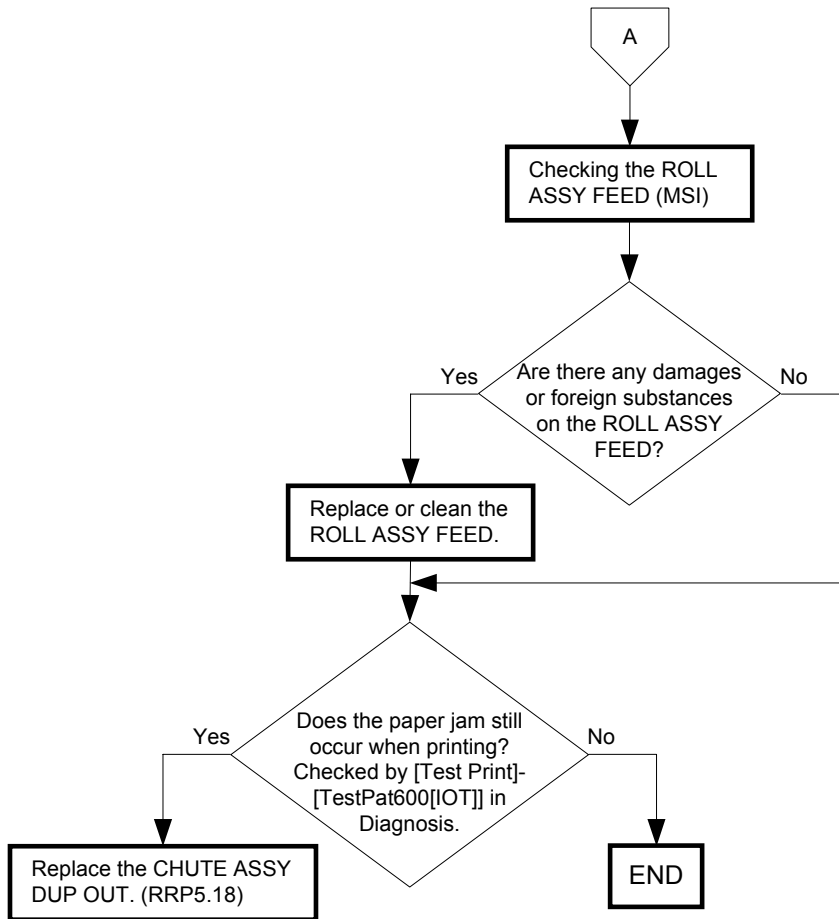 A
Checking the ROLL
ASSY FEED (MSI)
Yes
Are there any damages
or foreign substances
on the ROLL ASSY
FEED?
No
Replace or clean the
ROLL ASSY FEED.
Yes
Does the paper jam still
occur when printing?
Checked by [Test Print]-
[TestPat600[IOT]] in
Diagnosis.
No
Replace the CHUTE ASSY
DUP OUT. (RRP5.18)
END